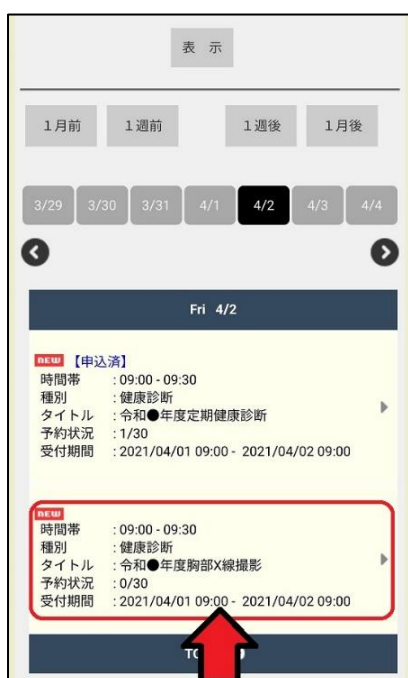 表 示
1月前 1週前 1週後 1月後
3/29 3/30 3/31 4/1 4/2 4/3 4/4
Fri 4/2
NEW 【申込済】
時間帯 : 09:00 - 09:30
種別 : 健康診断
タイトル : 令和●年度定期健康診断
予約状況 : 1/30
受付期間 : 2021/04/01 09:00 - 2021/04/02 09:00
NEW
時間帯 : 09:00 - 09:30
種別 : 健康診断
タイトル : 令和●年度胸部X線撮影
予約状況 : 0/30
受付期間 : 2021/04/01 09:00 - 2021/04/02 09:00